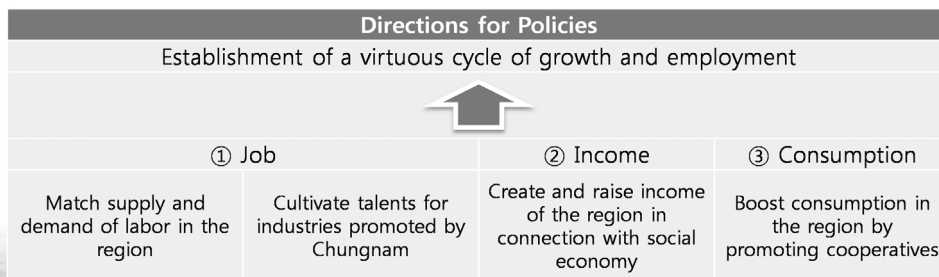 Directions for Policies
Establishment of a virtuous cycle of growth and employment
① Job
② Income
③ Consumption
Match supply and
demand of labor in the
region
Cultivate talents for
industries promoted by
Chungnam
Create and raise income
of the region in
connection with social
economy
Boost consumption in
the region by
promoting cooperatives